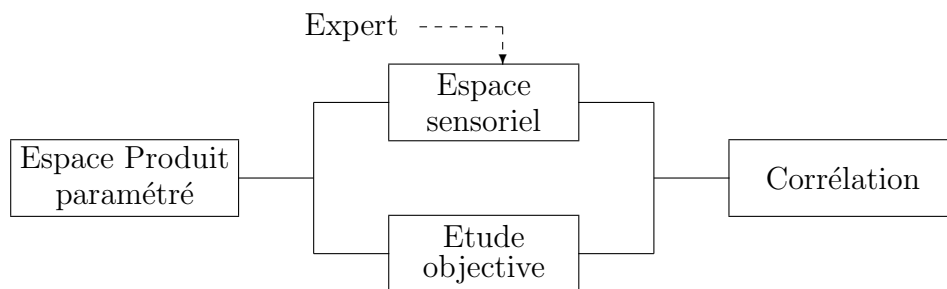 Expert
Espace
sensoriel
Espace Produit
paramétré
Corrélation
Etude
objective